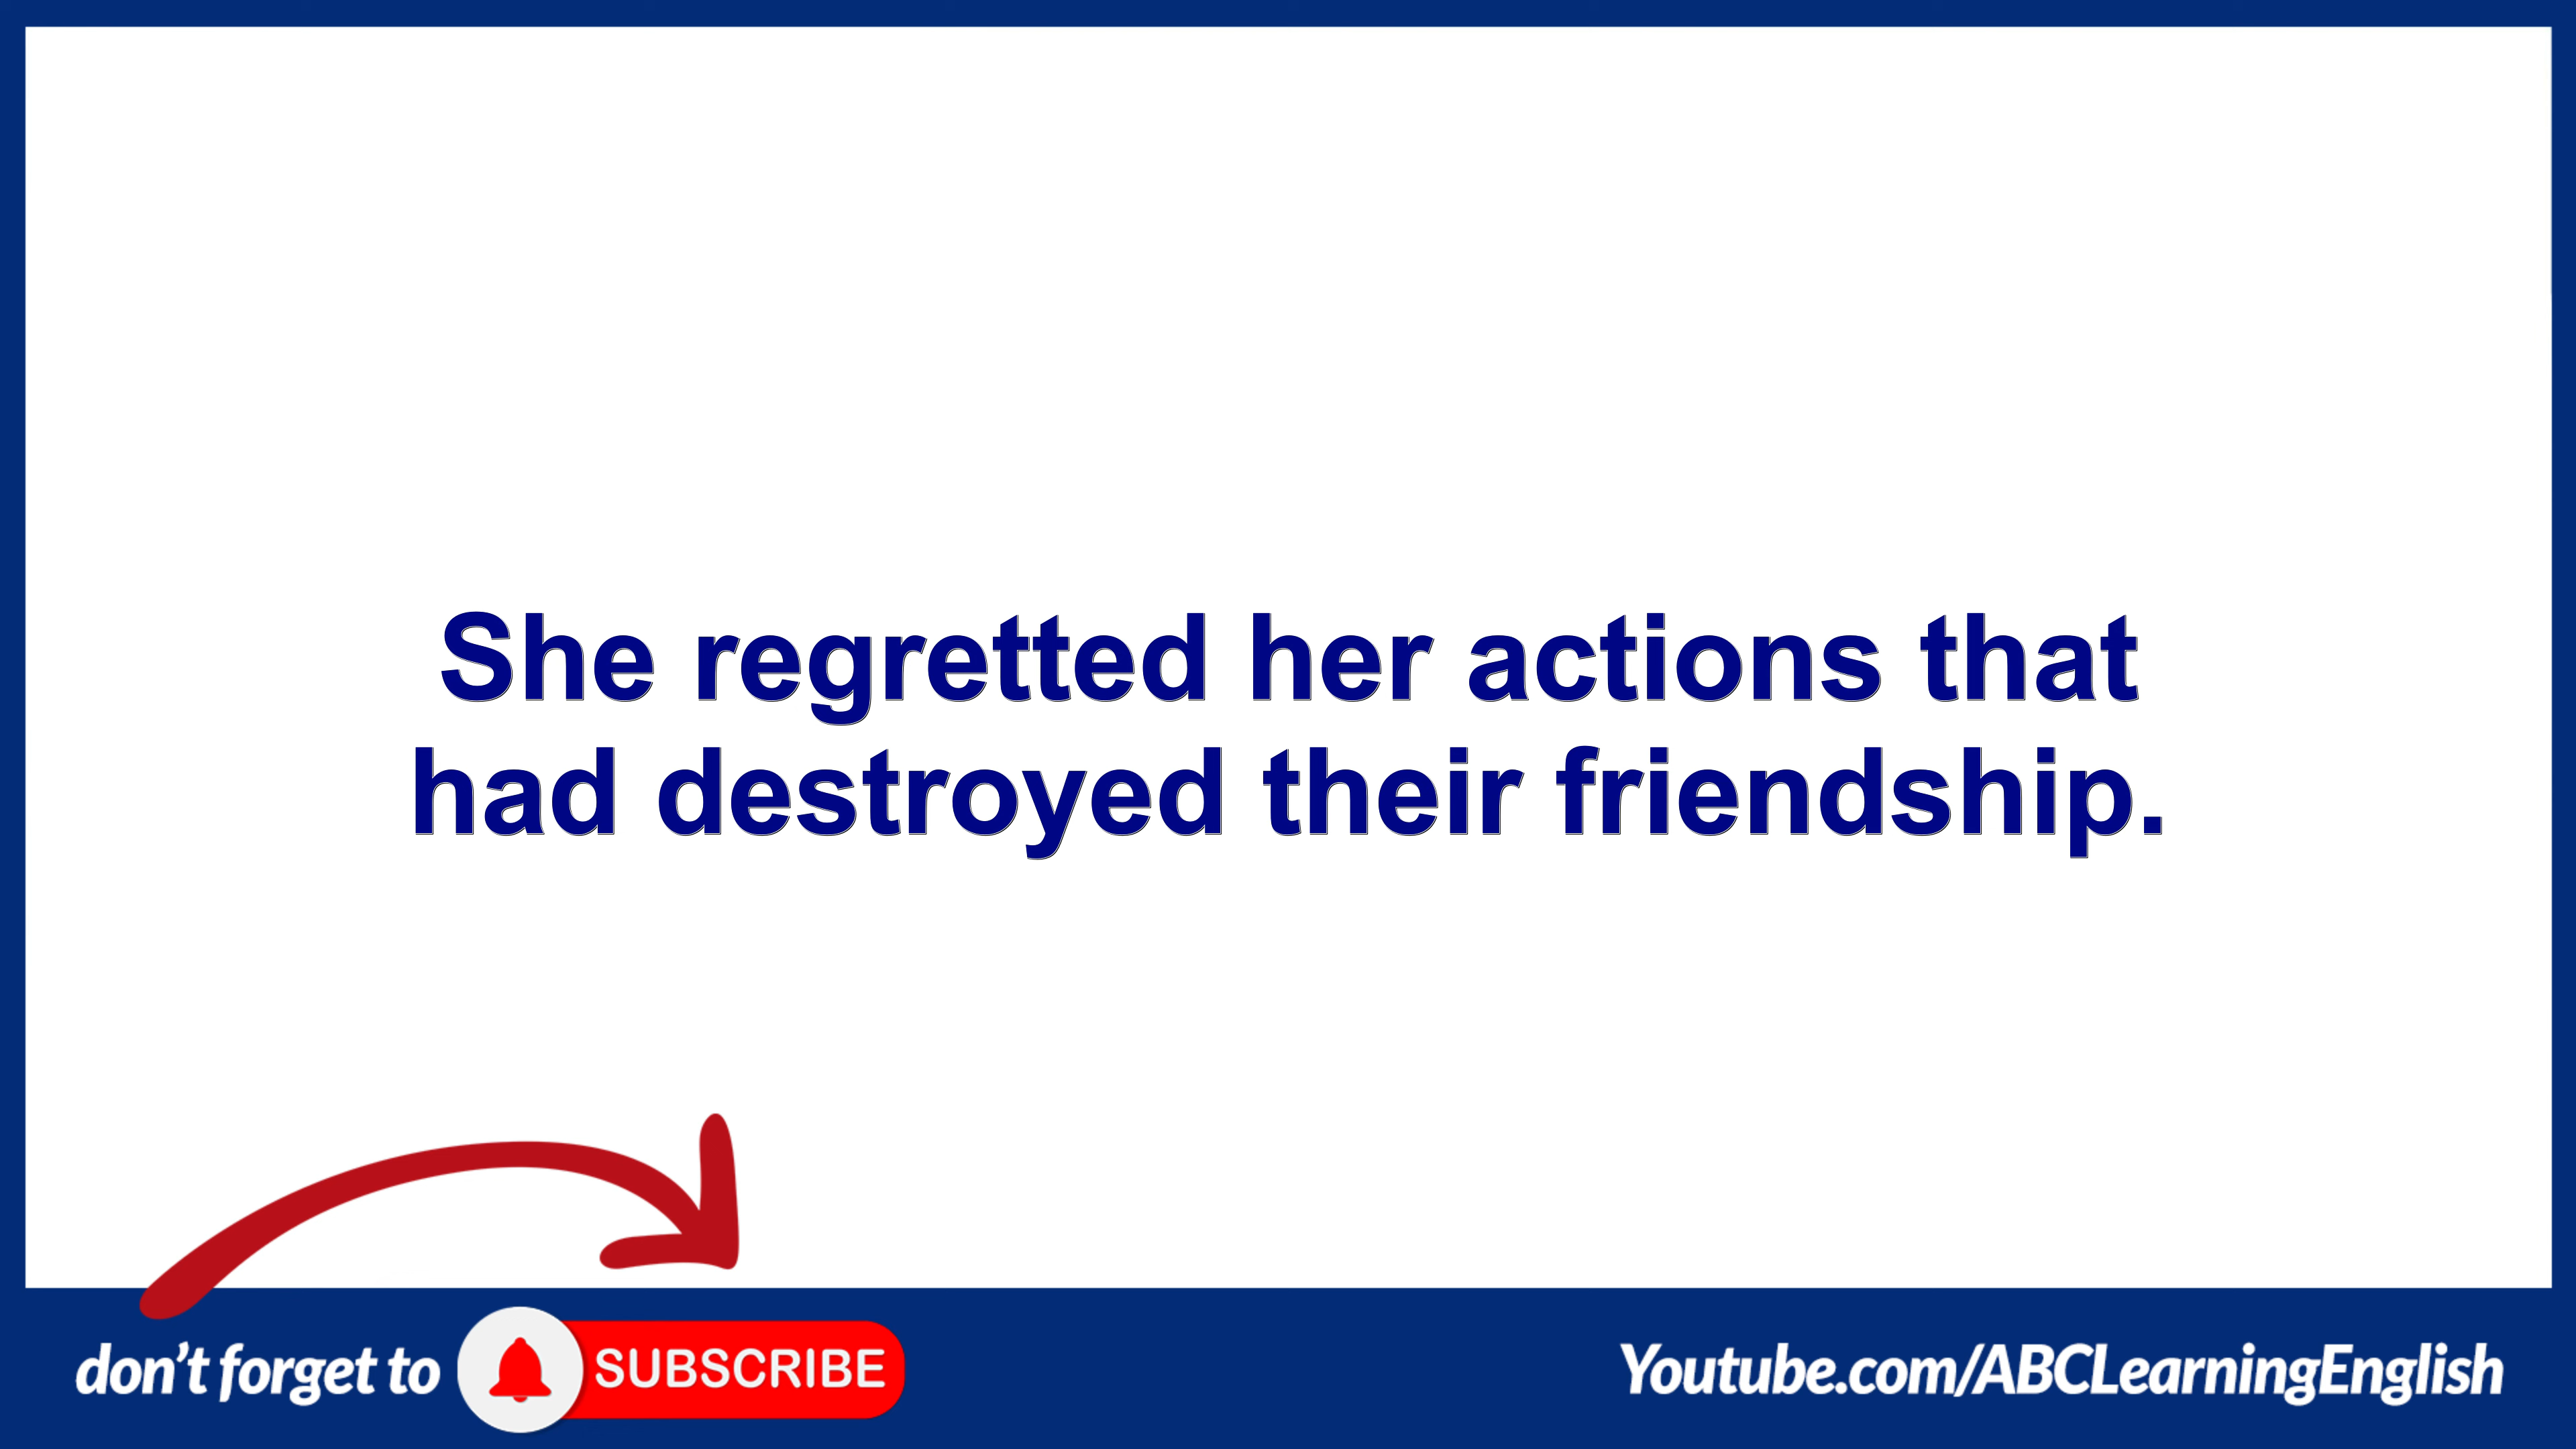 She regretted her actions that
had destroyed their friendship.
don't forget to SUBSCRIBE
Youtube.com/ABCLearningEnglish